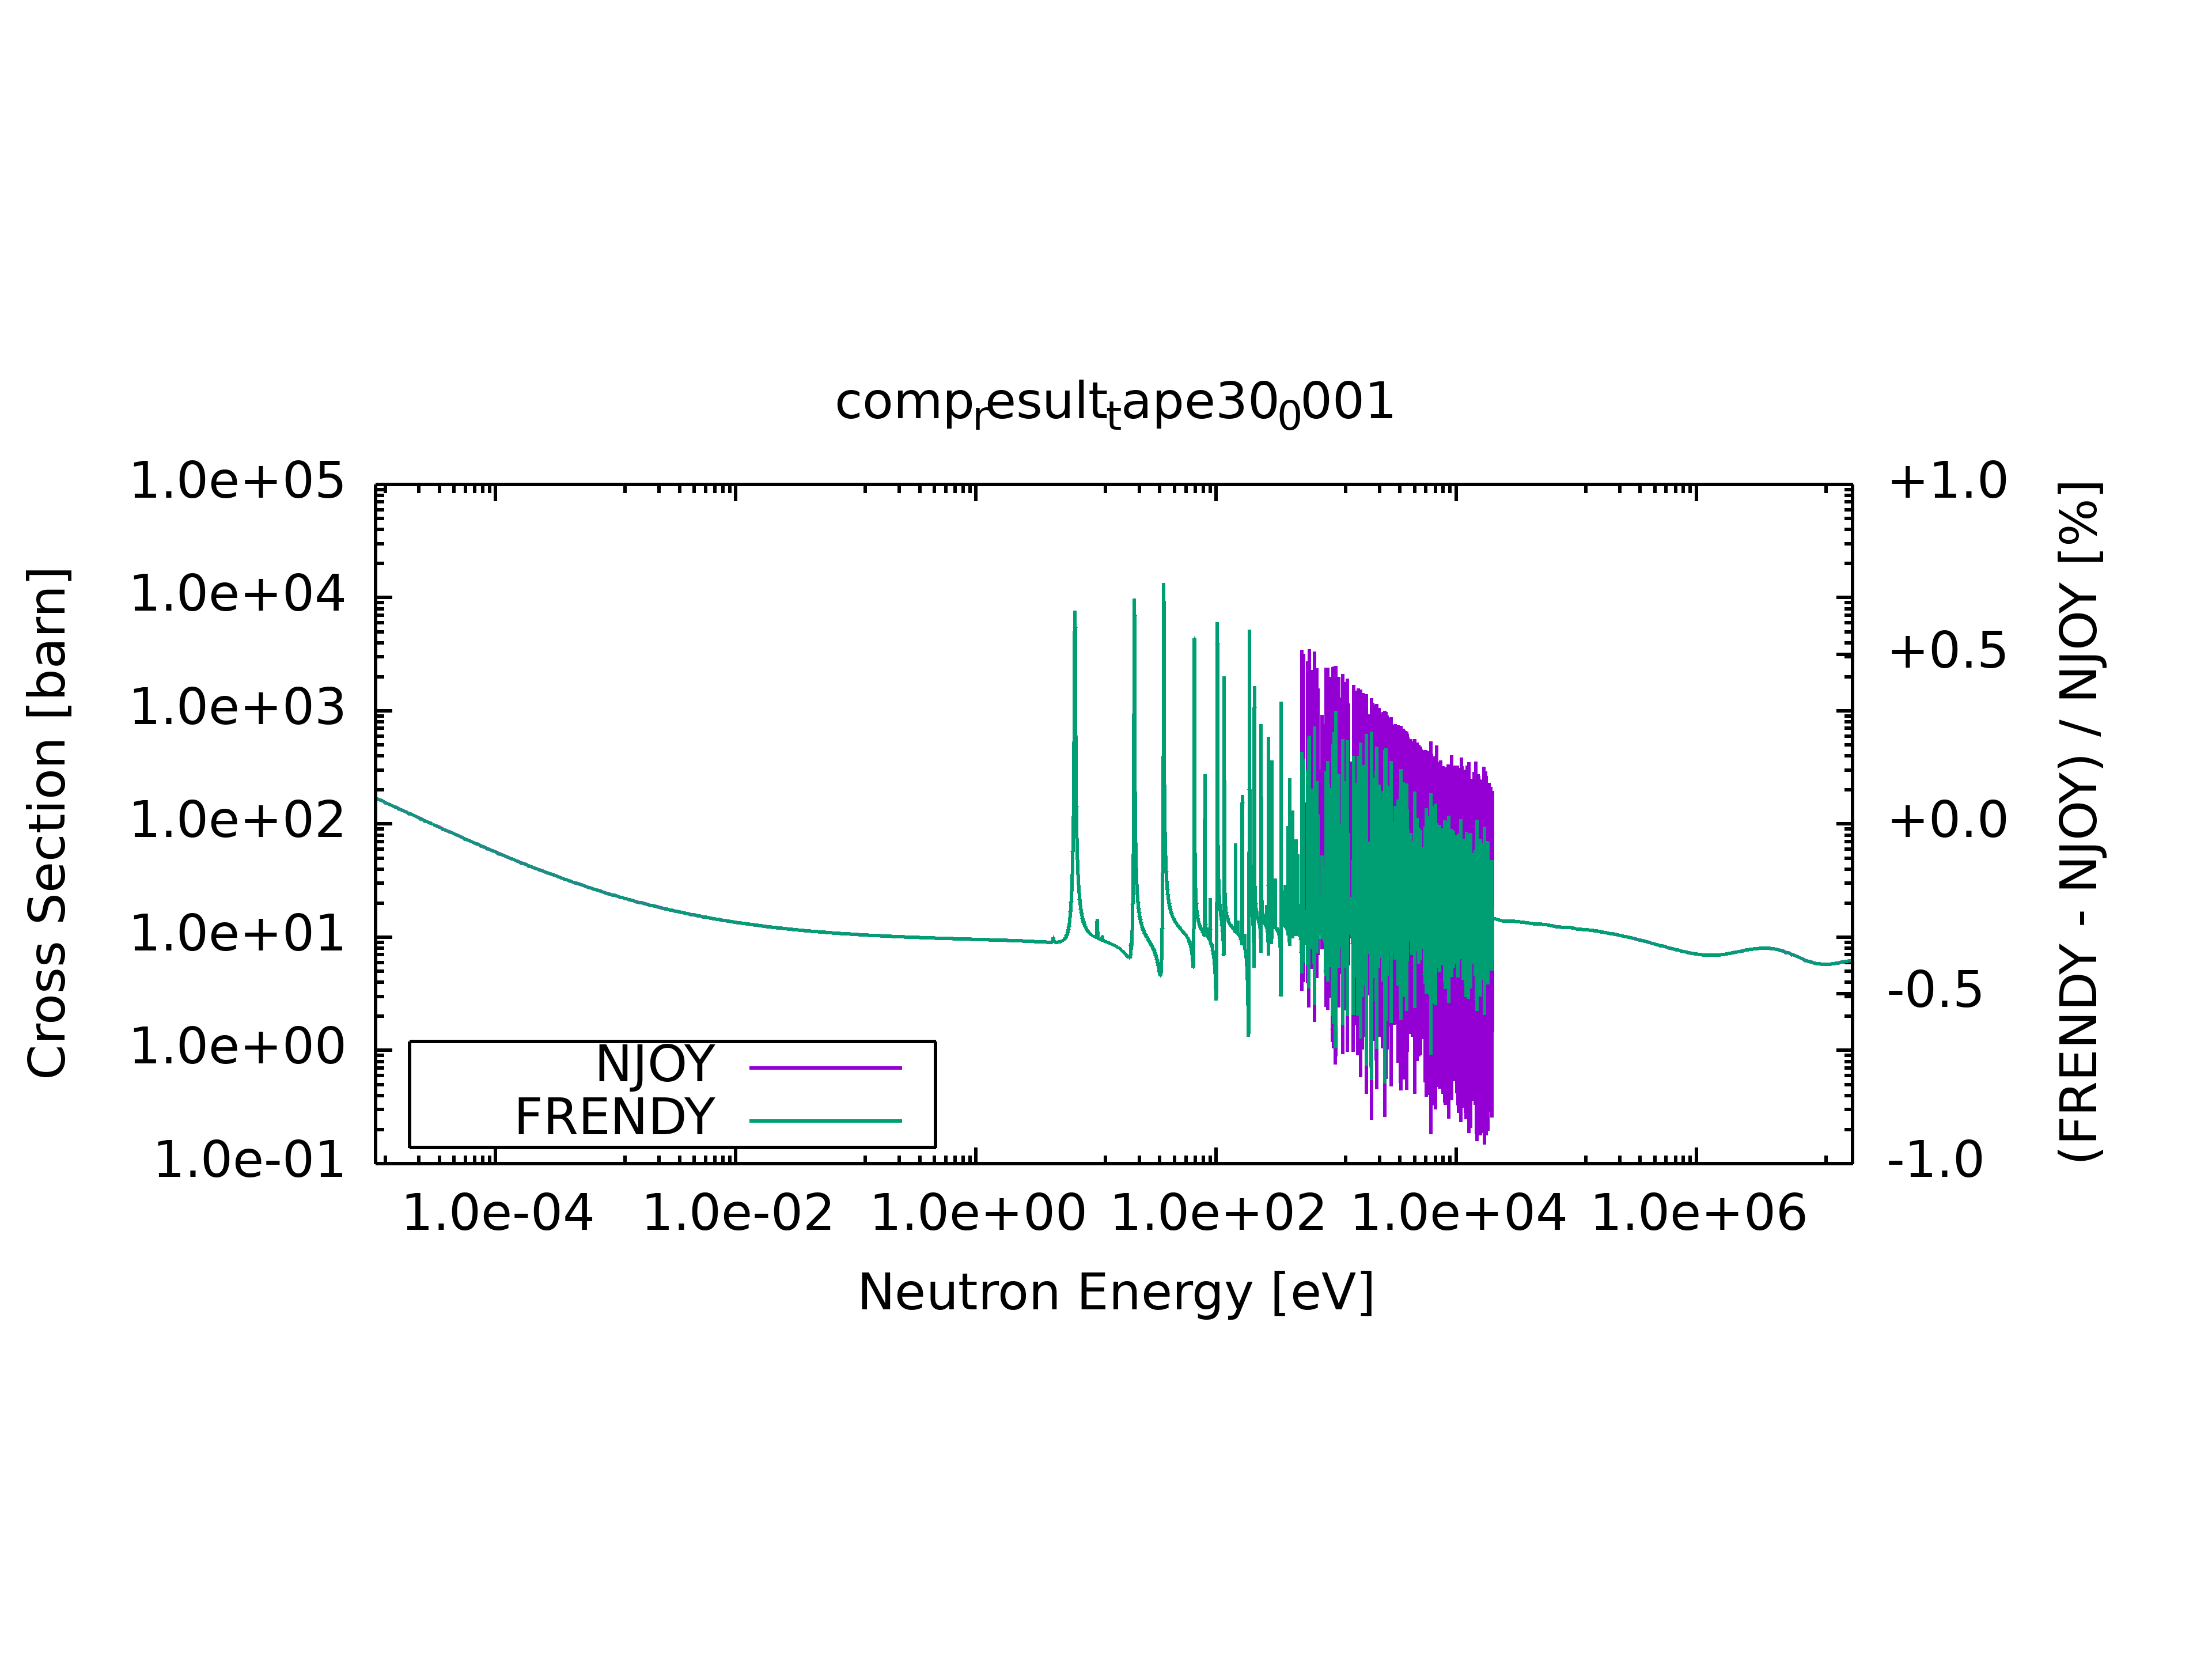 comp_result_tape30_0001
1.0e+05
1.0e+04
1.0e+03
1.0e+02
1.0e+01
1.0e+00
1.0e-01
Cross Section [barn]
+1.0
+0.5
+0.0
-0.5
-1.0
(FRENDY - NJOY) / NJOY [%]
NJOY
FRENDY
1.0e-04 1.0e-02 1.0e+00 1.0e+02 1.0e+04 1.0e+06
Neutron Energy [eV]